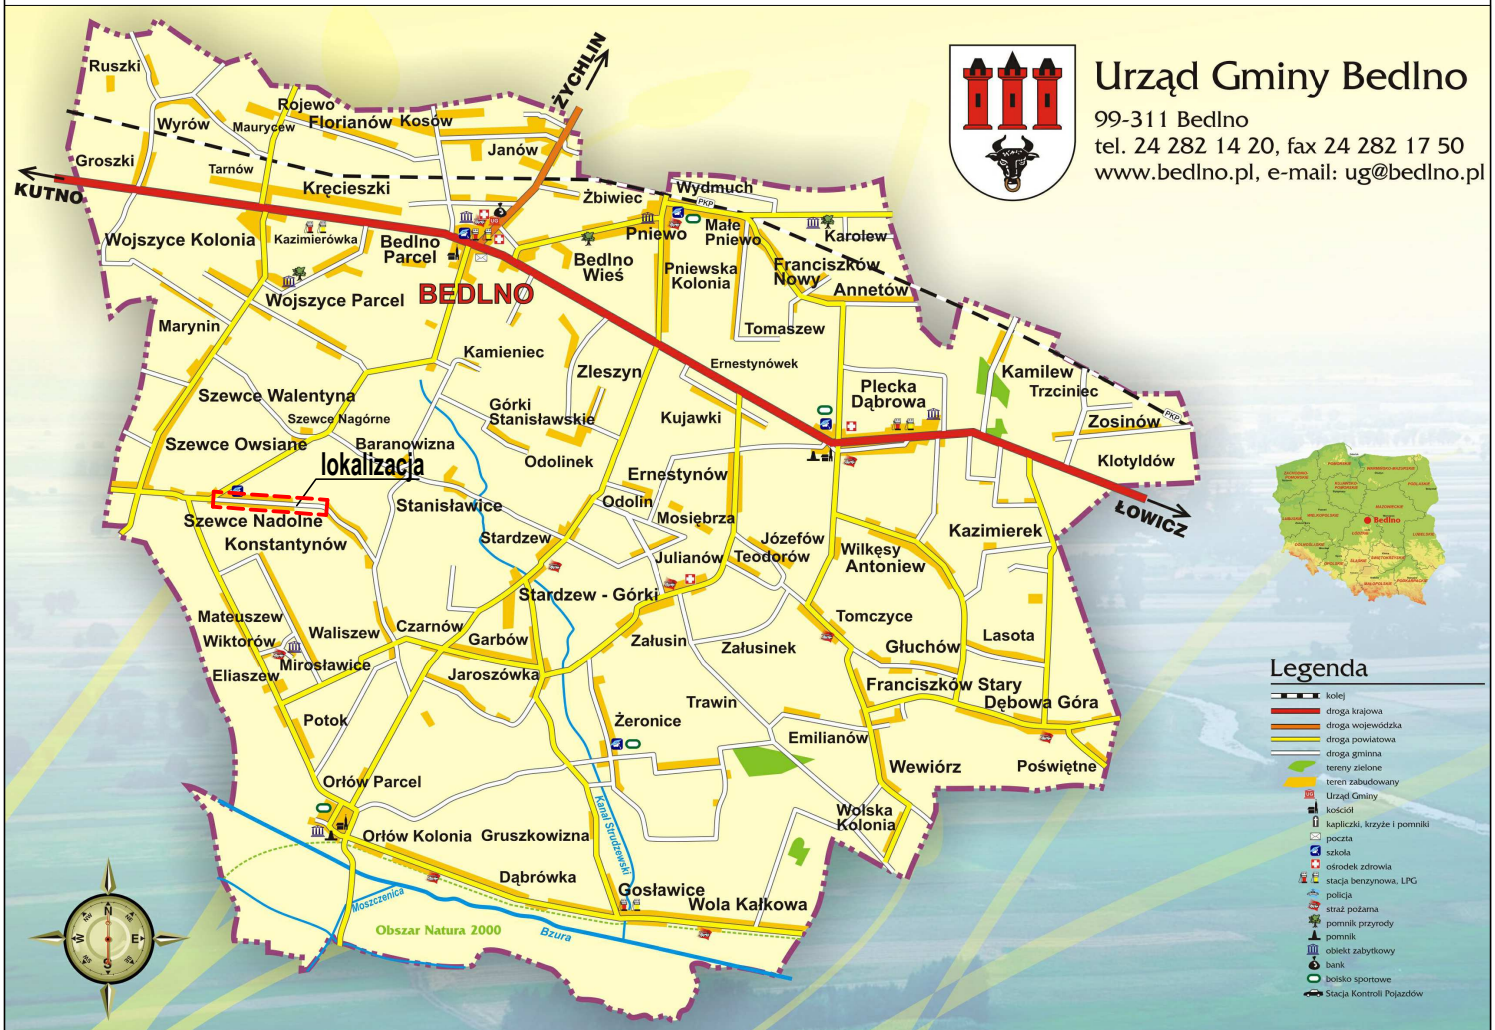 Urząd Gminy Bedlno
99-311 Bedlno
tel. 24 282 14 20, fax 24 282 17 50
www.bedlno.pl, e-mail: ug@bedlno.pl
ŻYCHLIN
Ruszki
Rojewo
Wyrów
Maurycew
Florianów
Kosów
Janów
Groszki
Tarnów
KUTNO
Kręcieszki
Żbiwiec
Wydmuch
PKP
Wojszyce Kolonia
Kazimierówka
Bedlno
Parcel
Pniewo
Małe
Pniewo
Karolew
Bedlno
Wieś
Pniewska
Kolonia
Franciszków
Nowy
Annetów
Wojszyce Parcel
BEDLNO
Marynin
Tomaszew
Kamieniec
Zleszyn
Ernestynówek
Kamilew
Trzciniec
Plecka
Dąbrowa
Szewce Walentyna
Górki
Stanisławskie
Kujawki
Szewce Nagórne
PKP
Zosinów
Szewce Owsiane
Baranowizna
lokalizacja
Odolinek
Klotyldów
Ernestynów
Stanisławice
Odolin
ŁOWICZ
Szewce Nadolne
Mosiębrza
Konstantynów
Stardzew
Józefów
Kazimierek
Julianów
Teodorów
Wilkęsy
Antoniew
Stardzew - Górki
Mateuszew
Wiktorów
Waliszew
Czarnów
Garbów
Załusin
Załusinek
Tomczyce
Głuchów
Lasota
Mirosławice
Eliaszew
Jaroszówka
Franciszków Stary
Dębowa Góra
Trawin
Potok
Żeronice
Emilianów
Wewiórz
Poświętne
Orłów Parcel
Wolska
Kolonia
Kanał Strudzewski
Orłów Kolonia
Gruszkowizna
Dąbrówka
Gosławice
Wola Kałkowa
Moszczenica
Obszar Natura 2000
Bzura
N
NE
E
SE
S
SW
W
NW
Bedlno
Legenda
kolej
droga krajowa
droga wojewódzka
droga powiatowa
droga gminna
tereny zielone
teren zabudowany
Urząd Gminy
kościół
kapliczki, krzyże i pomniki
poczta
szkoła
ośrodek zdrowia
stacja benzynowa, LPG
policja
straż pożarna
pomnik przyrody
pomnik
obiekt zabytkowy
bank
boisko sportowe
Stacja Kontroli Pojazdów